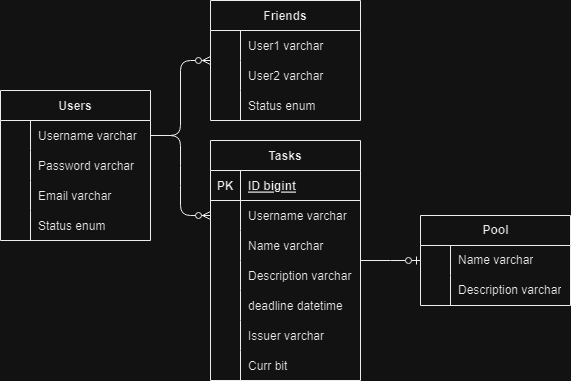 Friends
User1 varchar
User2 varchar
Status enum
Users
Username varchar
Password varchar
Email varchar
Status enum
Tasks
PK ID bigint
Username varchar
Name varchar
Description varchar
deadline datetime
Issuer varchar
Curr bit
Pool
Name varchar
Description varchar